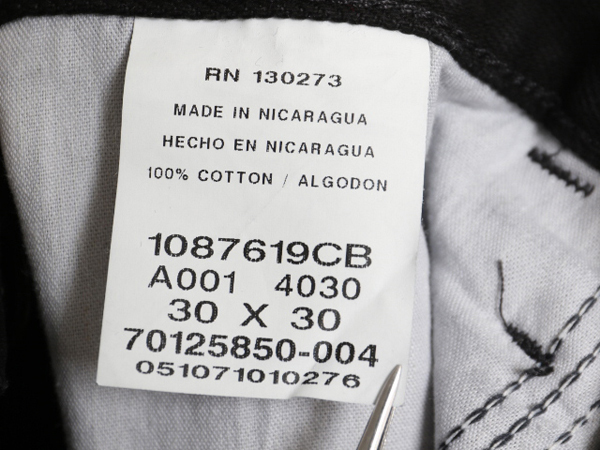 RN 130273
MADE IN NICARAGUA
HECHO EN NICARAGUA
100% COTTON / ALGODON
1087619CB
A001 4030
30 X 30
70125850-004
051071010276